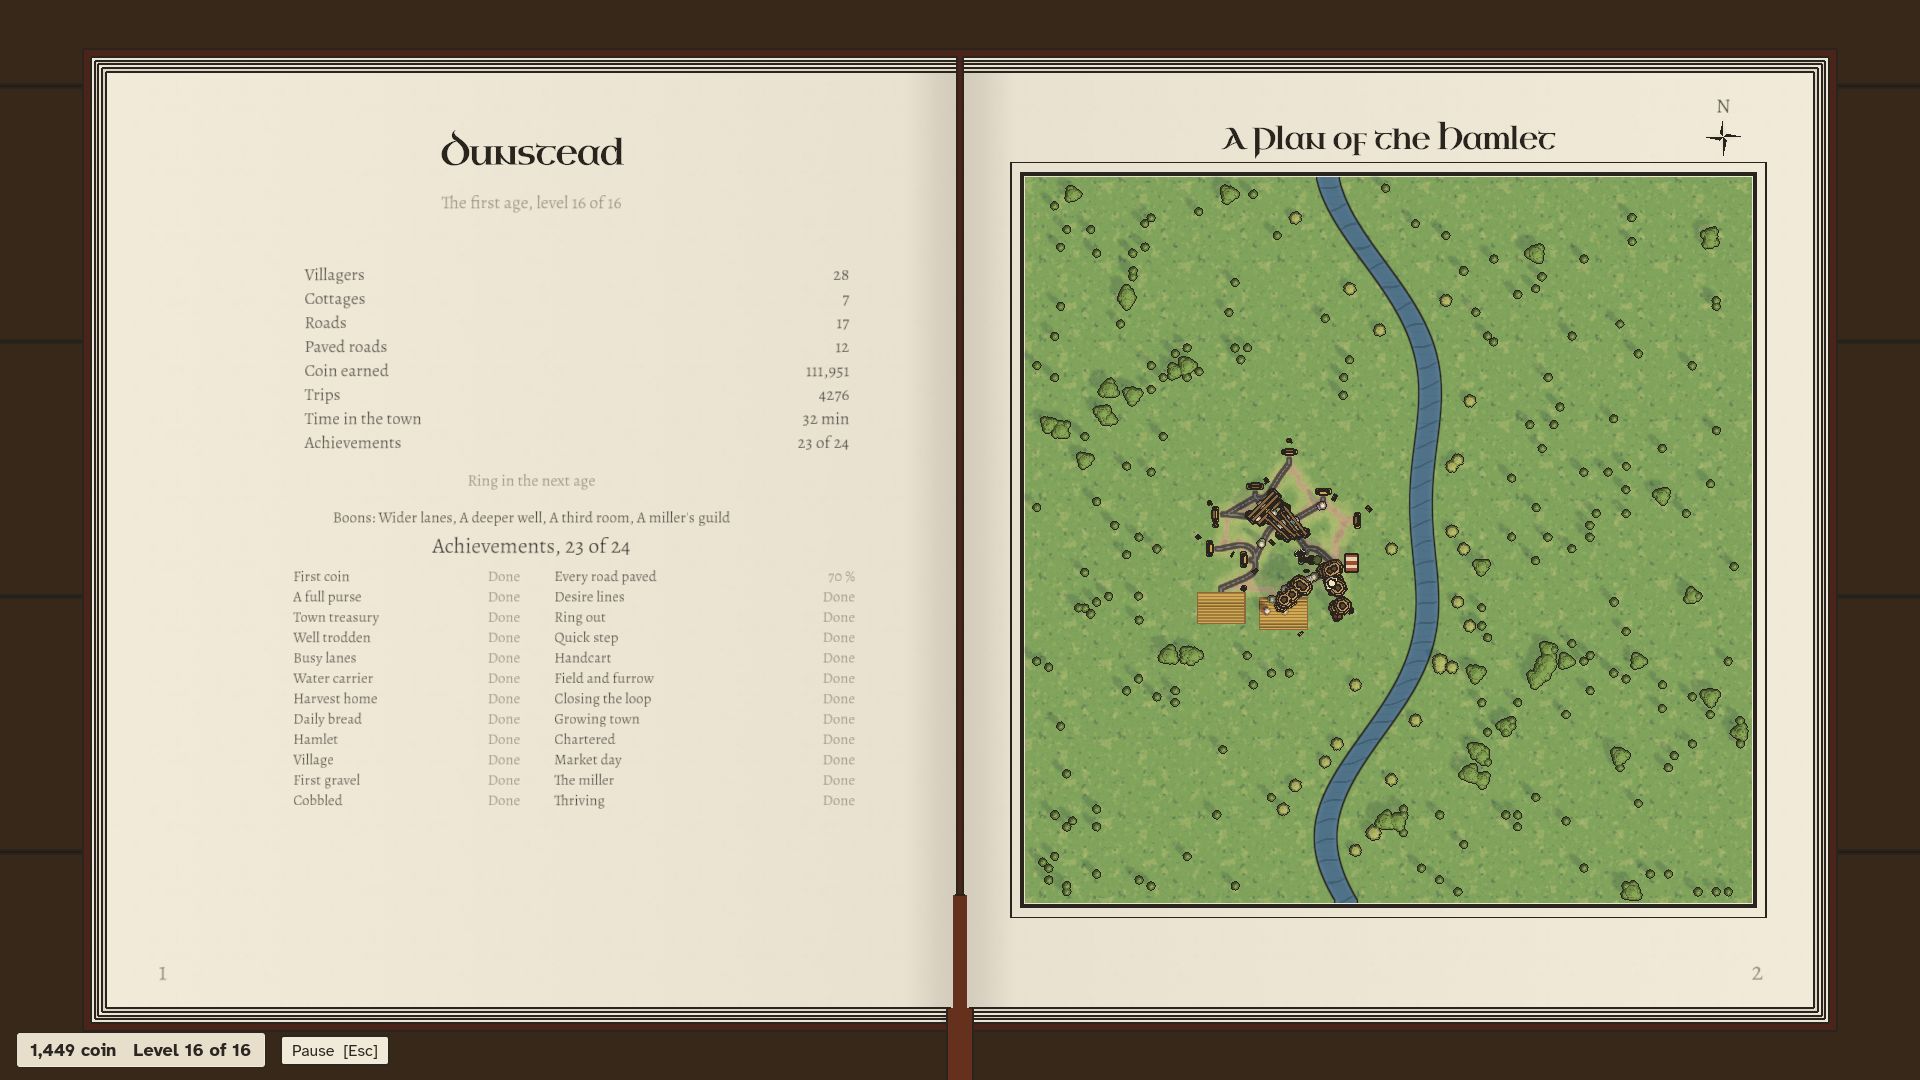 Dunstead
The first age, level 16 of 16
Villagers 28
Cottages 7
Roads 17
Paved roads 12
Coin earned 111,951
Trips 4276
Time in the town 32 min
Achievements 23 of 24
Ring in the next age
Boons: Wider lanes, A deeper well, A third room, A miller's guild
Achievements, 23 of 24
First coin Done Every road paved 70 %
A full purse Done Desire lines Done
Town treasury Done Ring out Done
Well trodden Done Quick step Done
Busy lanes Done Handcart Done
Water carrier Done Field and furrow Done
Harvest home Done Closing the loop Done
Daily bread Done Growing town Done
Hamlet Done Chartered Done
Village Done Market day Done
First gravel Done The miller Done
Cobbled Done Thriving Done
1
N
A Plan of the Hamlet
2
1,449 coin Level 16 of 16 Pause [Esc]